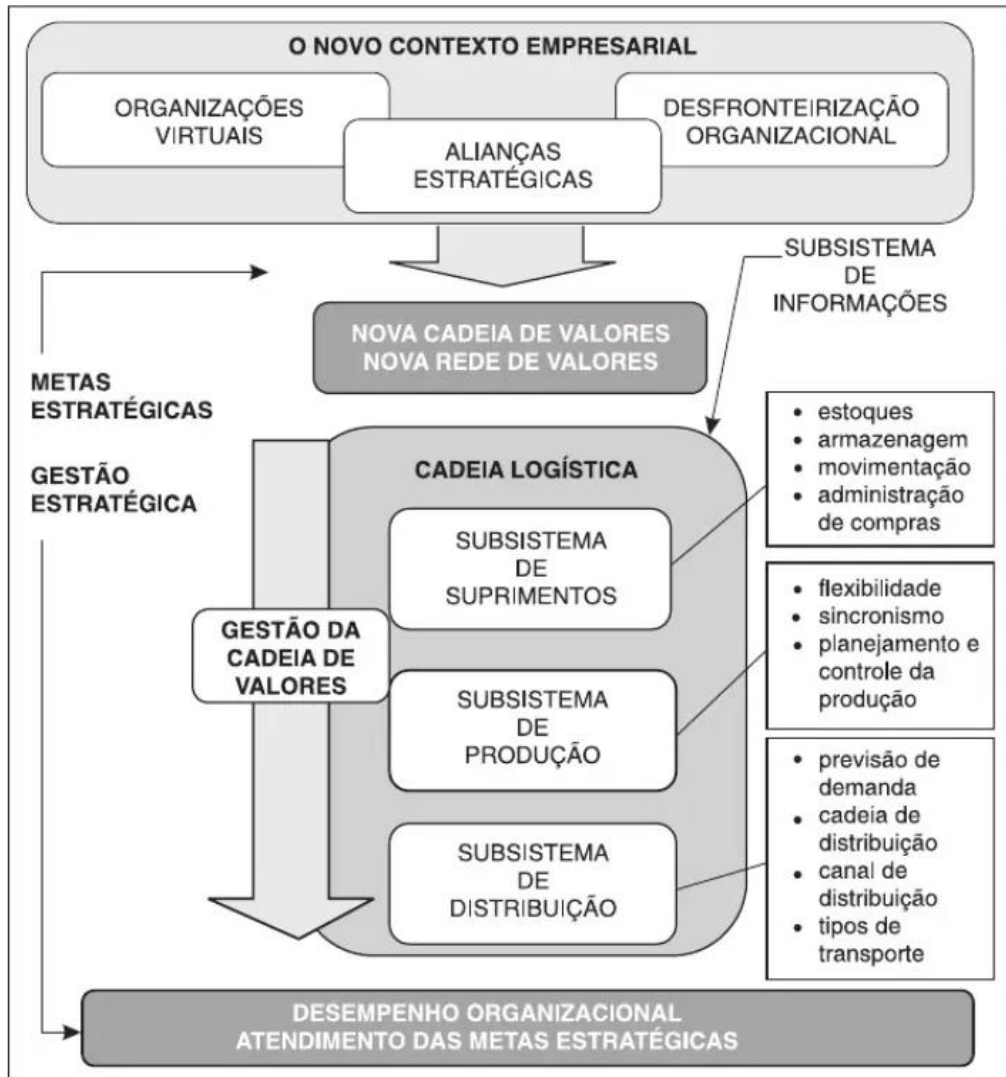 O NOVO CONTEXTO EMPRESARIAL
ORGANIZAÇÕES
VIRTUAIS
ALIANÇAS
ESTRATÉGICAS
DESFRONTEIRIZAÇÃO
ORGANIZACIONAL
SUBSISTEMA
DE
INFORMAÇÕES
NOVA CADEIA DE VALORES
NOVA REDE DE VALORES
METAS
ESTRATÉGICAS
GESTÃO
ESTRATÉGICA
CADEIA LOGÍSTICA
SUBSISTEMA
DE
SUPRIMENTOS
• estoques
• armazenagem
• movimentação
• administração
de compras
GESTÃO DA
CADEIA DE
VALORES
SUBSISTEMA
DE
PRODUÇÃO
• flexibilidade
• sincronismo
• planejamento e
controle da
produção
SUBSISTEMA
DE
DISTRIBUIÇÃO
• previsão de
demanda
• cadeia de
distribuição
• canal de
distribuição
• tipos de
transporte
DESEMPENHO ORGANIZACIONAL
ATENDIMENTO DAS METAS ESTRATÉGICAS